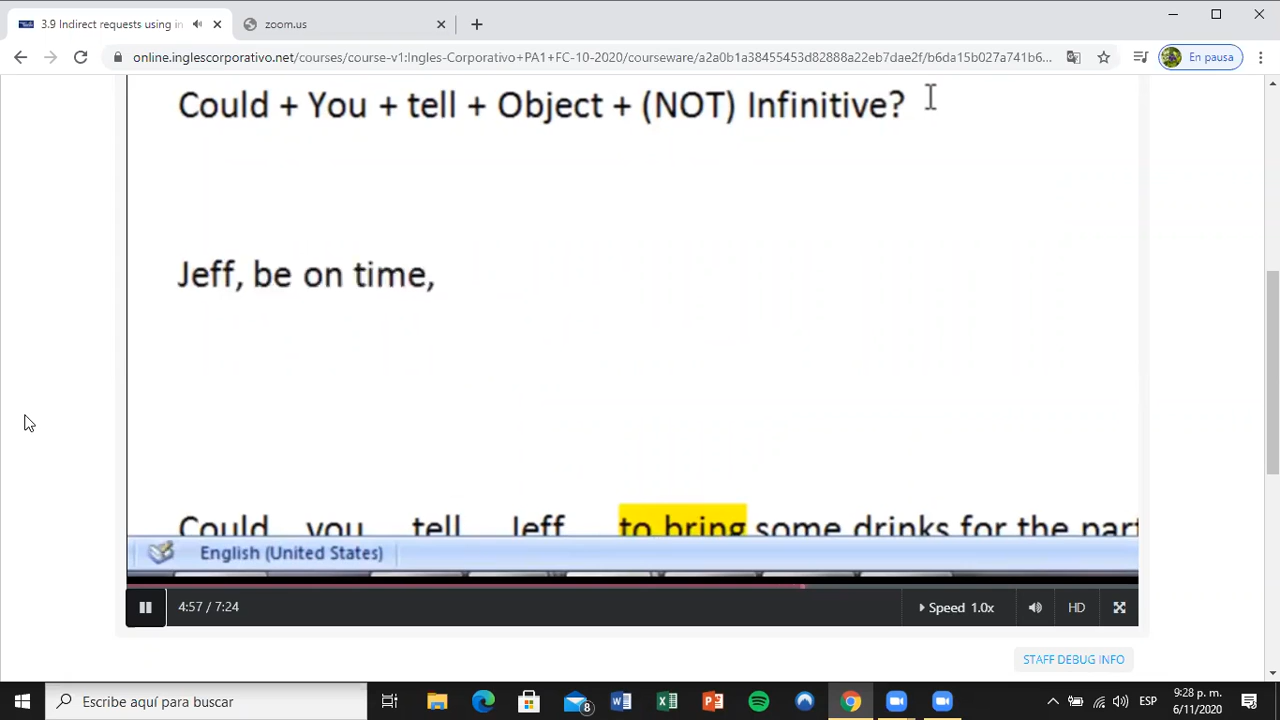 3.9 Indirect requests using in
zoom.us
online.inglescorporativo.net/courses/course-v1:Ingles-Corporativo+PA1+FC-10-2020/courseware/a2a0b1a38455453d82888a22eb7dae2f/b6da15b027a741b6...
En pausa
Could + You + tell + Object + (NOT) Infinitive?
Jeff, be on time,
Could you tell Jeff to bring some drinks for the part
English (United States)
4:57 / 7:24
Speed 1.0x
HD
STAFF DEBUG INFO
Escribe aquí para buscar
8
ESP
9:28 p. m.
6/11/2020